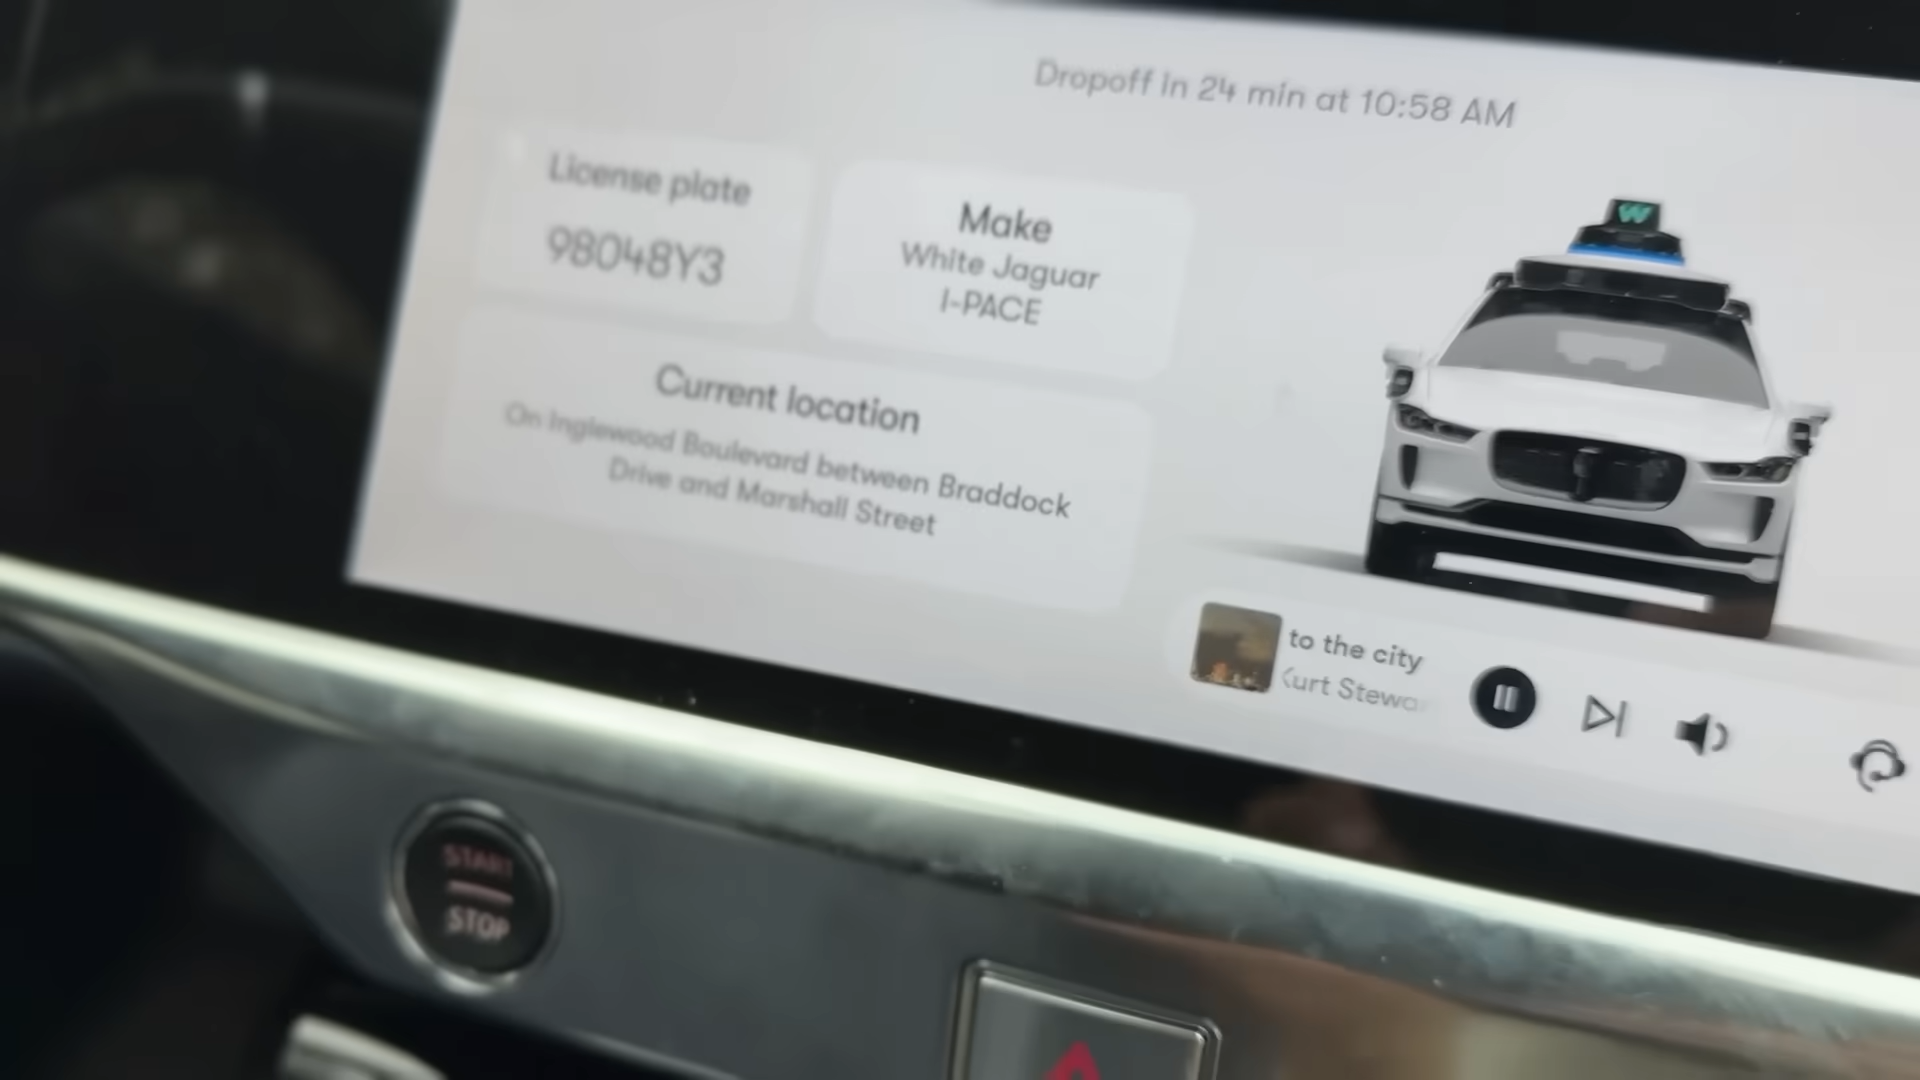 Dropoff in 24 min at 10:58 AM
License plate
98048Y3
Make
White Jaguar
I-PACE
Current location
On Inglewood Boulevard between Braddock
Drive and Marshall Street
W
to the city
Kurt Stewar
START
STOP